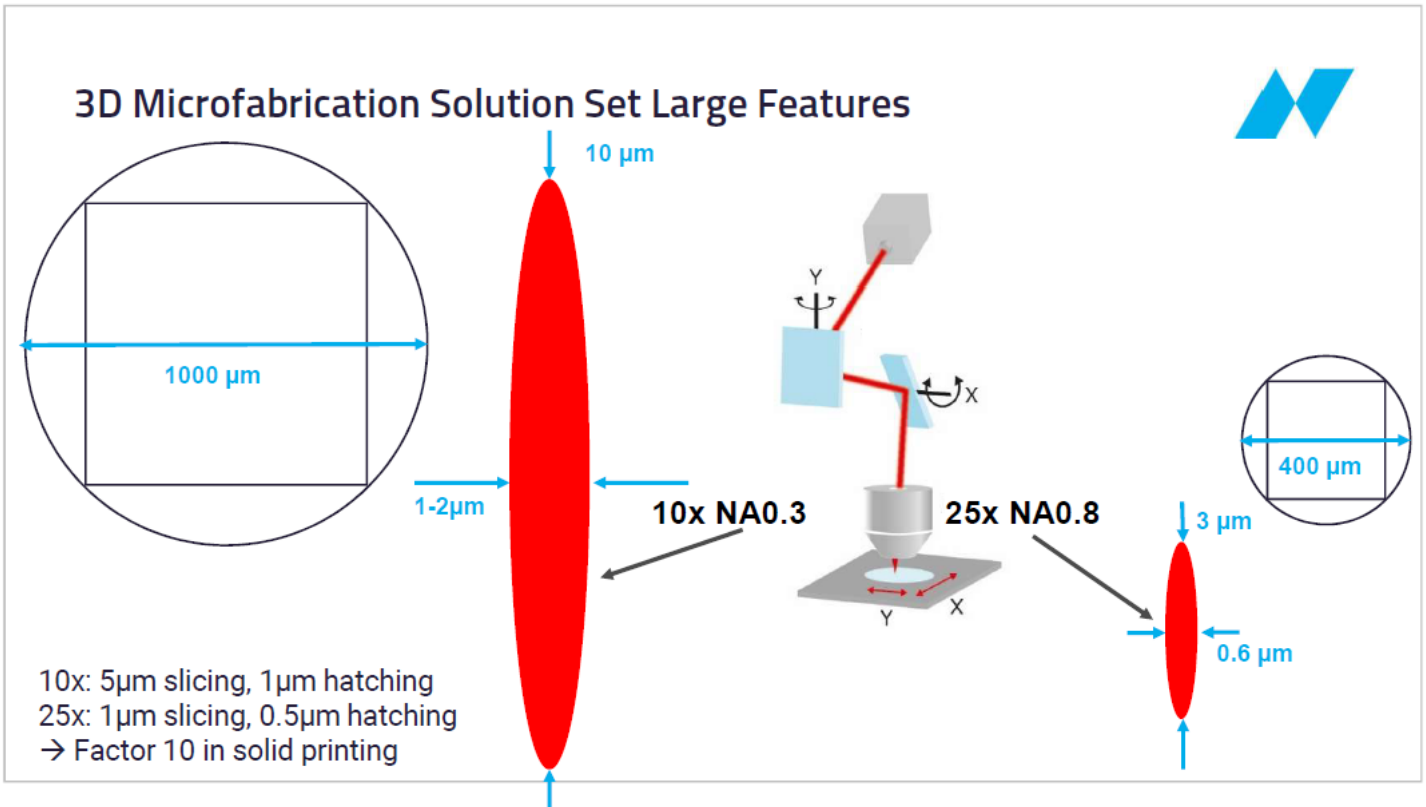 3D Microfabrication Solution Set Large Features
10 µm
1000 µm
1-2µm
10x NA0.3
Y
X
Y
X
25x NA0.8
400 µm
3 µm
0.6 µm
10x: 5µm slicing, 1µm hatching
25x: 1µm slicing, 0.5µm hatching
→ Factor 10 in solid printing